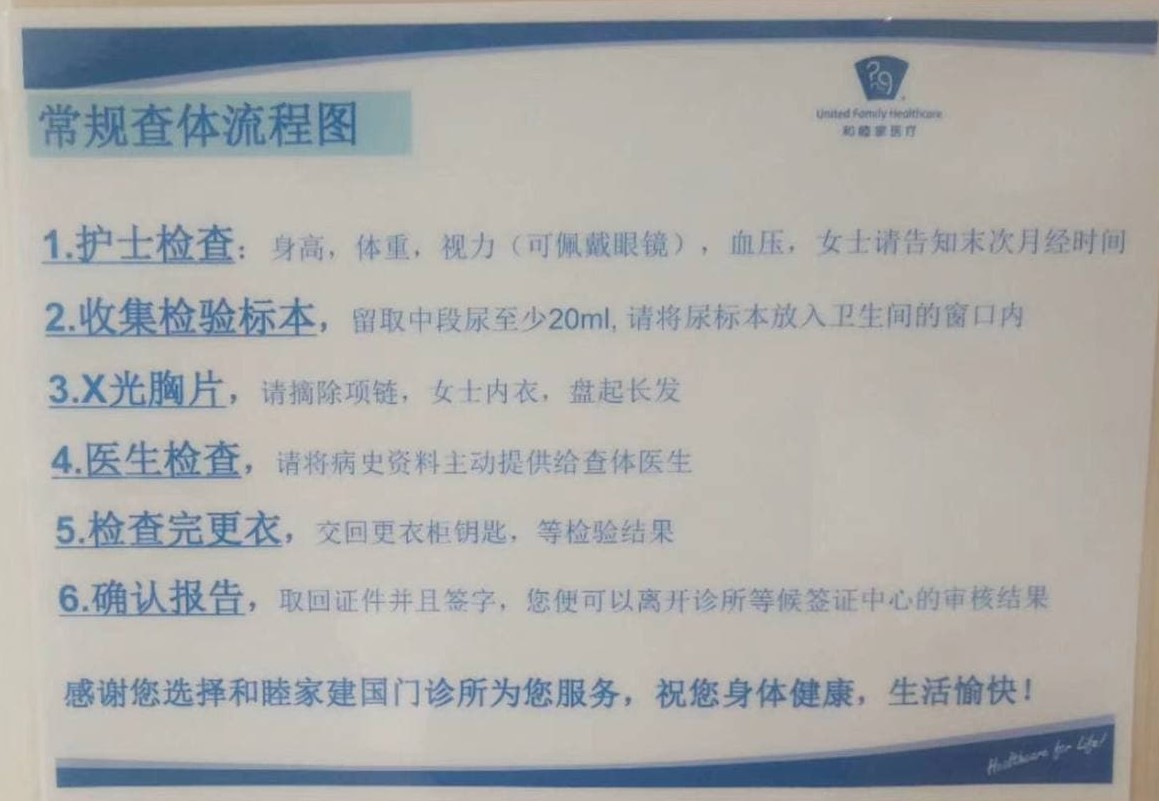 常规查体流程图
United Family Healthcare
和睦家医疗
1.护士检查：身高，体重，视力（可佩戴眼镜），血压，女士请告知末次月经时间
2.收集检验标本，留取中段尿至少20ml, 请将尿标本放入卫生间的窗口内
3.X光胸片，请摘除项链，女士内衣，盘起长发
4.医生检查，请将病史资料主动提供给查体医生
5.检查完更衣，交回更衣柜钥匙，等检验结果
6.确认报告，取回证件并且签字，您便可以离开诊所等候签证中心的审核结果
感谢您选择和睦家建国门诊所为您服务，祝您身体健康，生活愉快！
Healthcare for Life!